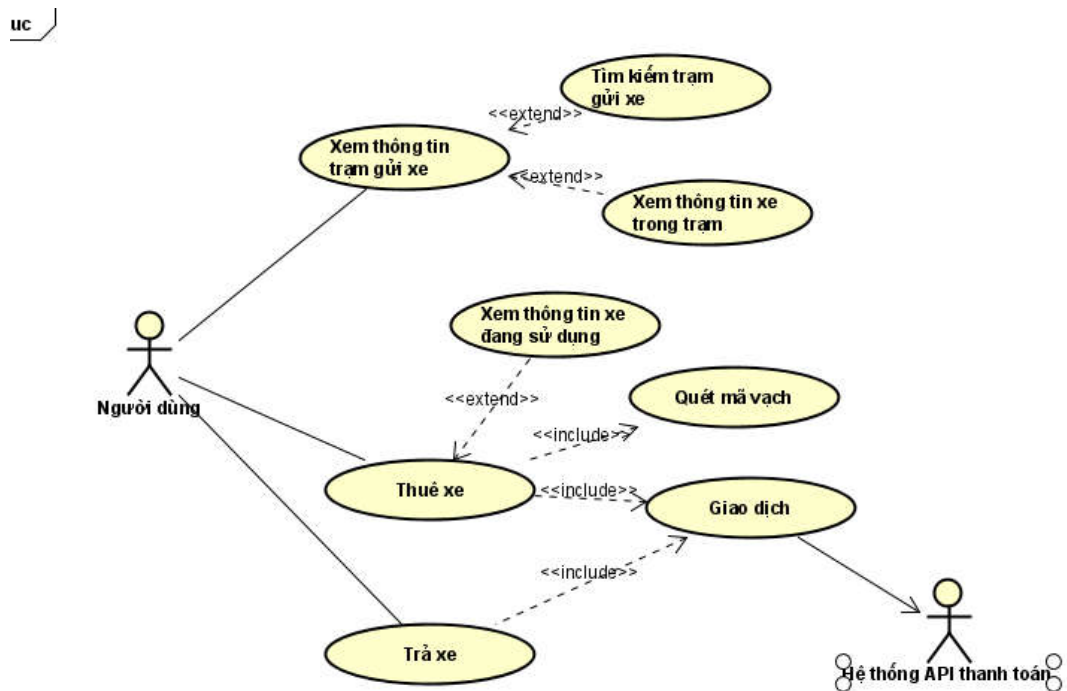 uc
Tìm kiếm trạm
gửi xe
<<extend>>
Xem thông tin
trạm gửi xe
<<extend>>
Xem thông tin xe
trong trạm
Xem thông tin xe
đang sử dụng
Người dùng
<<extend>>
Quét mã vạch
<<include>>
Thuê xe
<<include>>
Giao dịch
<<include>>
Trả xe
Hệ thống API thanh toán